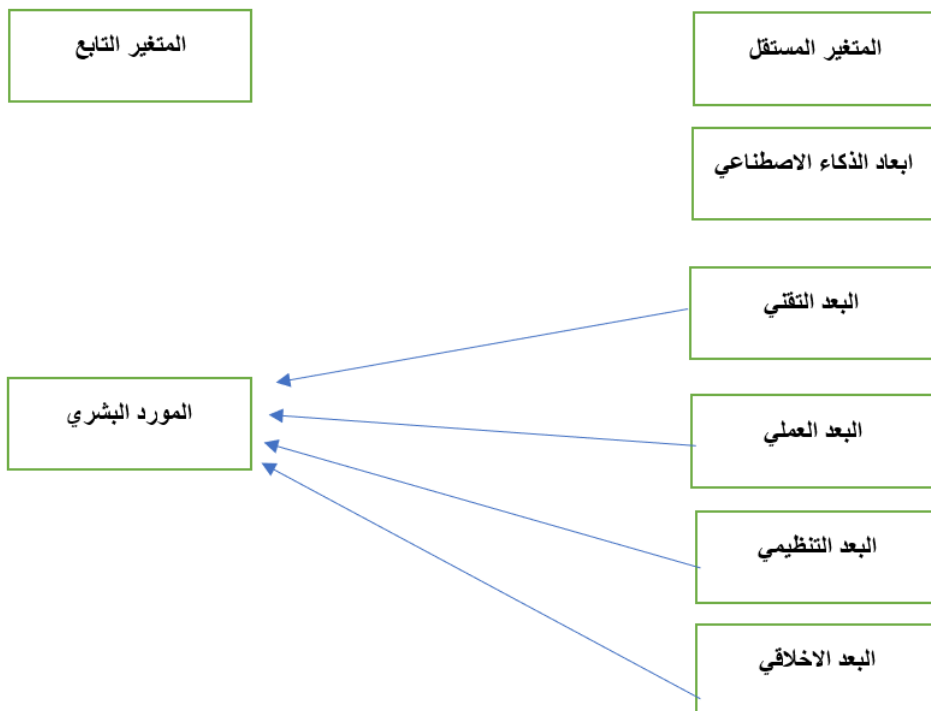 المتغير المستقل
المتغير التابع
ابعاد الذكاء الاصطناعي
البعد التقني
المورد البشري
البعد العملي
البعد التنظيمي
البعد الاخلاقي